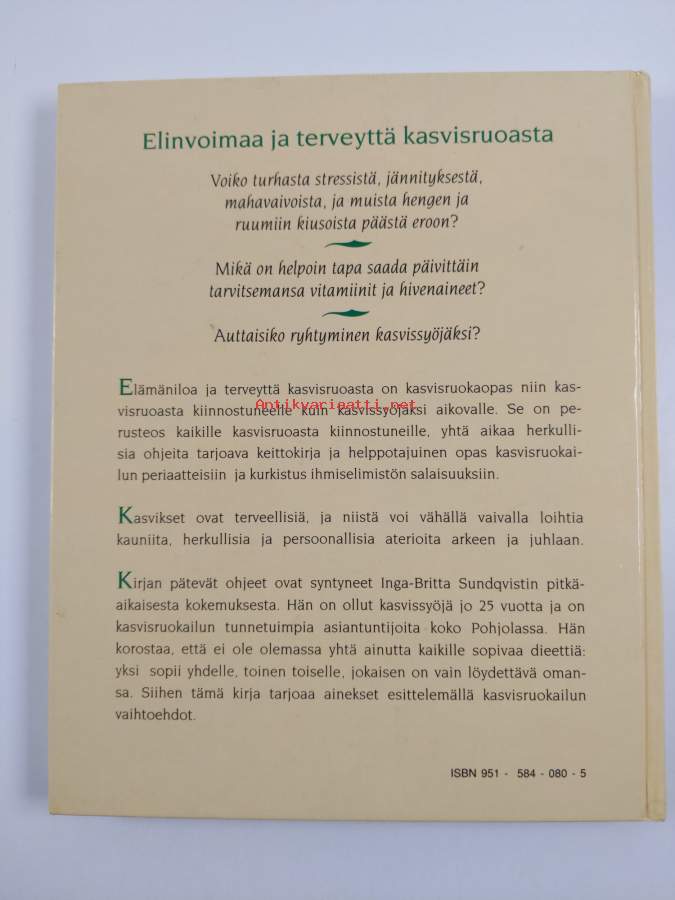 Elinvoimaa ja terveyttä kasvisruoasta
Voiko turhasta stressistä, jännityksestä,
mahavaivoista, ja muista hengen ja
ruumiin kiusoista päästä eroon?
Mikä on helpoin tapa saada päivittäin
tarvitsemansa vitamiinit ja hivenaineet?
Auttaisiko ryhtyminen kasvissyöjäksi?
Elämäniloa ja terveyttä kasvisruoasta on kasvisruokaopas niin kas-
Antikvariaatti.net
visruoasta kiinnostuneelle kuin kasvissyöjäksi aikovalle. Se on pe-
rusteos kaikille kasvisruoasta kiinnostuneille, yhtä aikaa herkulli-
sia ohjeita tarjoava keittokirja ja helppotajuinen opas kasvisruokai-
lun periaatteisiin ja kurkistus ihmiselimistön salaisuuksiin.
Kasvikset ovat terveellisiä, ja niistä voi vähällä vaivalla loihtia
kauniita, herkullisia ja persoonallisia aterioita arkeen ja juhlaan.
Kirjan pätevät ohjeet ovat syntyneet Inga-Britta Sundqvistin pitkä-
aikaisesta kokemuksesta. Hän on ollut kasvissyöjä jo 25 vuotta ja on
kasvisruokailun tunnetuimpia asiantuntijoita koko Pohjolassa. Hän
korostaa, että ei ole olemassa yhtä ainutta kaikille sopivaa dieettiä:
yksi sopii yhdelle, toinen toiselle, jokaisen on vain löydettävä oman-
sa. Siihen tämä kirja tarjoaa ainekset esittelemällä kasvisruokailun
vaihtoehdot.
ISBN 951 - 584 - 080 - 5